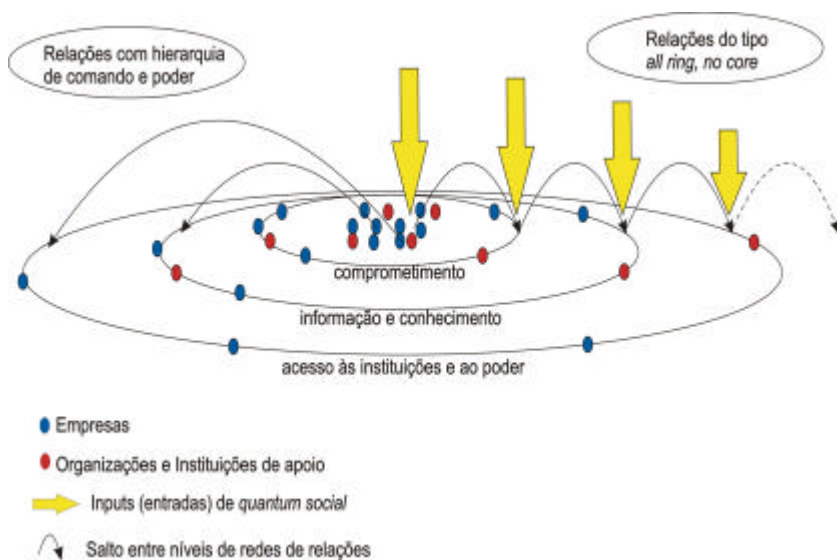 Relações com hierarquia
de comando e poder
Relações do tipo
all ring, no core
comprometimento
informação e conhecimento
acesso às instituições e ao poder
Empresas
Organizações e Instituições de apoio
Inputs (entradas) de quantum social
Salto entre níveis de redes de relações